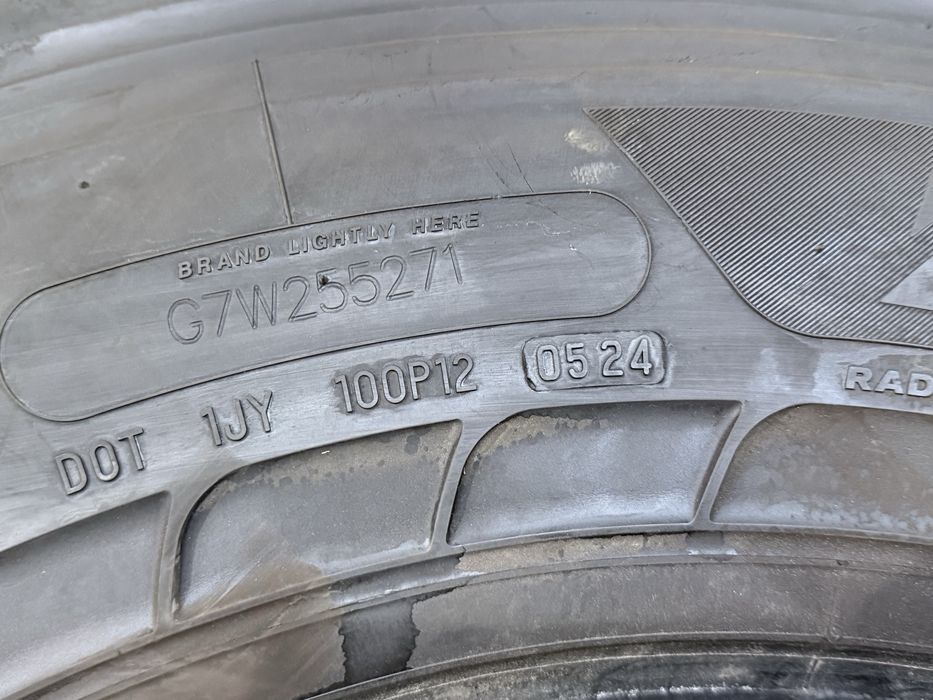 BRAND LIGHTLY HERE
G7W255271
DOT 1JY 100P12 0524
RAD